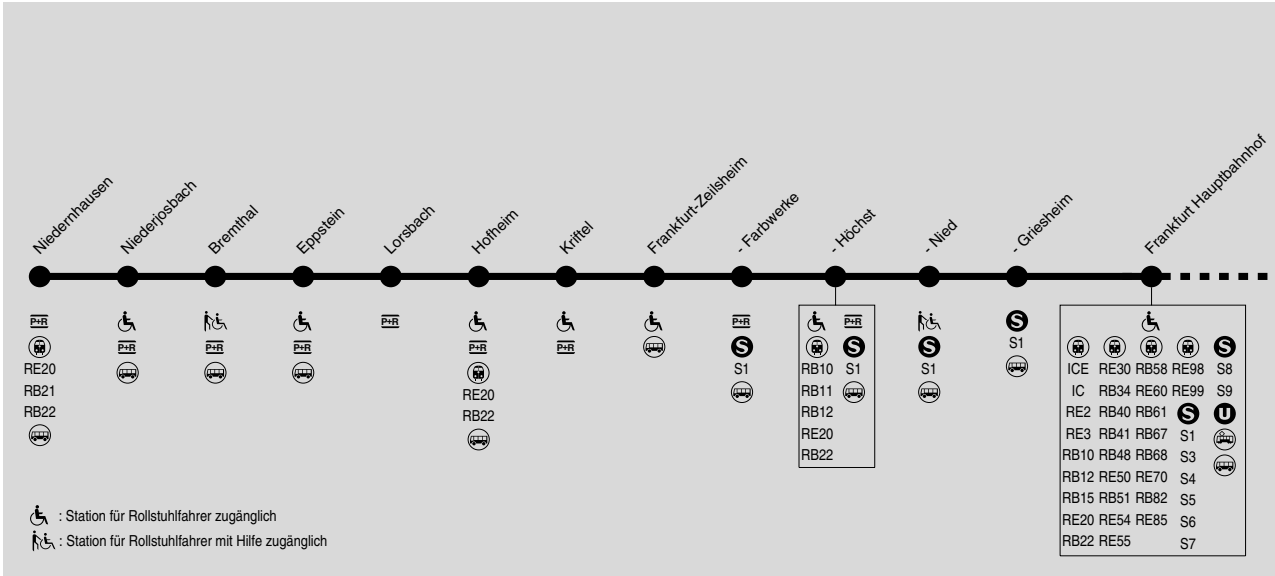 Niedernhausen
Niederjosbach
Bremthal
Eppstein
Lorsbach
Hofheim
Kriftel
Frankfurt-Zeilsheim
- Farbwerke
- Höchst
- Nied
- Griesheim
Frankfurt Hauptbahnhof
P+R
RE20
RB21
RB22
P+R
P+R
P+R
P+R
P+R
RE20
RB22
P+R
P+R
S
S1
P+R
S
RB10 S1
RB11
RB12
RE20
RB22
S
S1
S
S1
S
ICE RE30 RB58 RE98 S8
IC RB34 RE60 RE99 S9
RE2 RB40 RB61 S U
RE3 RB41 RB67 S1
RB10 RB48 RB68 S3
RB12 RE50 RE70 S4
RB15 RB51 RB82 S5
RE20 RE54 RE85 S6
RB22 RE55 S7
: Station für Rollstuhlfahrer zugänglich
: Station für Rollstuhlfahrer mit Hilfe zugänglich